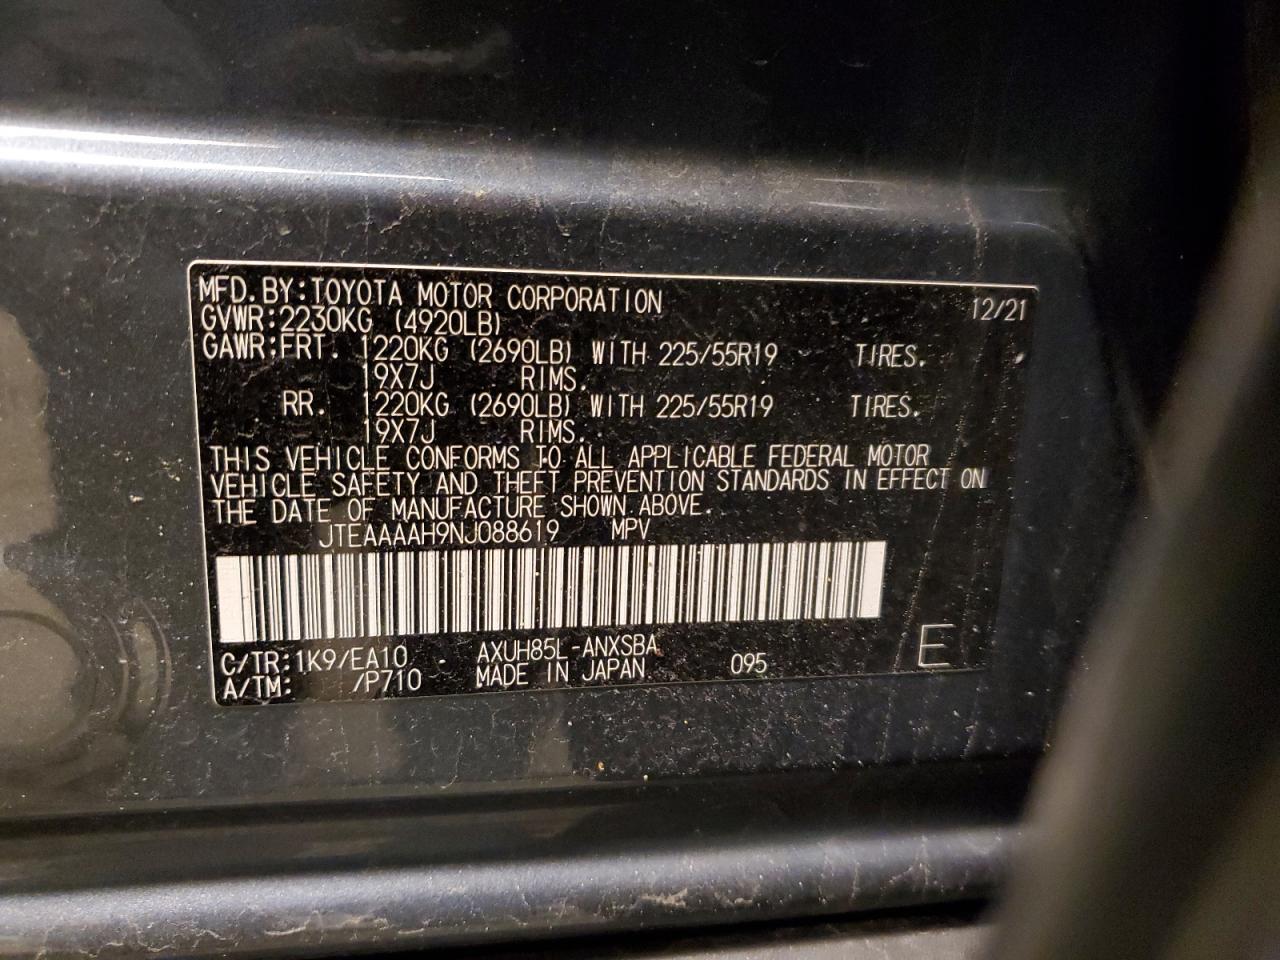 MFD. BY:TOYOTA MOTOR CORPORATION 12/21
GVWR:2230KG (4920LB)
GAWR:FRT. 1220KG (2690LB) WITH 225/55R19 TIRES.
19X7J RIMS.
RR. 1220KG (2690LB) WITH 225/55R19 TIRES.
19X7J RIMS.
THIS VEHICLE CONFORMS TO ALL APPLICABLE FEDERAL MOTOR
VEHICLE SAFETY AND THEFT PREVENTION STANDARDS IN EFFECT ON
THE DATE OF MANUFACTURE SHOWN ABOVE.
JTEAAAAH9NJ088619 MPV
C/TR:1K9/EA10 AXUH85L-ANXSBA
A/TM: /P710 MADE IN JAPAN 095 E